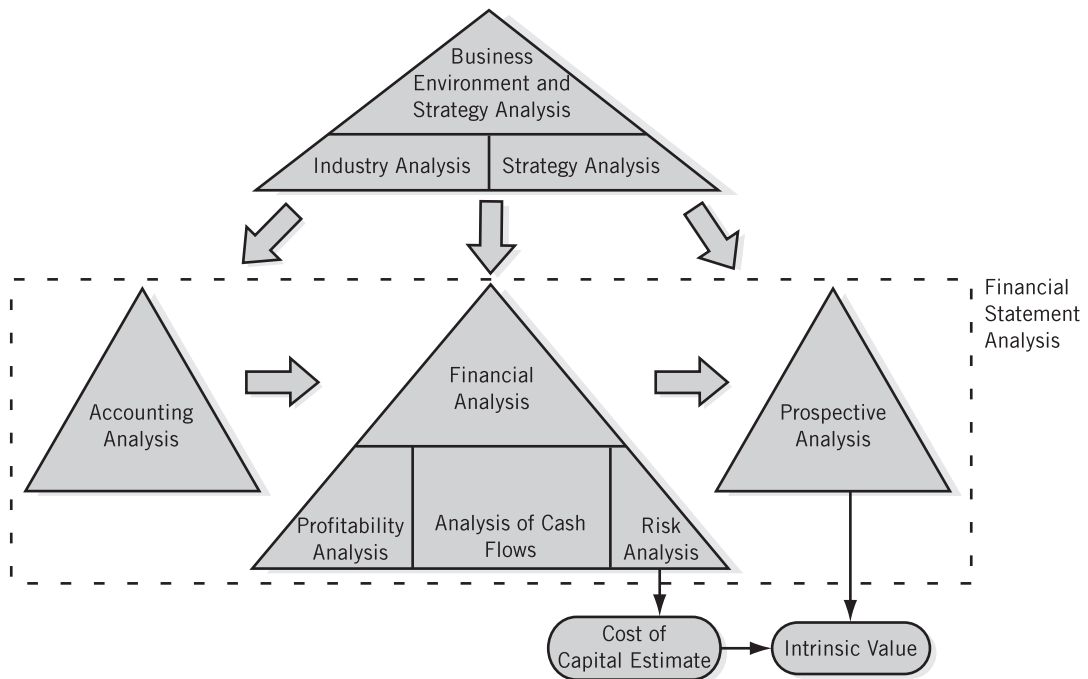 Business
Environment and
Strategy Analysis
Industry Analysis
Strategy Analysis
Financial
Statement
Analysis
Accounting
Analysis
Financial
Analysis
Prospective
Analysis
Profitability
Analysis
Analysis of Cash
Flows
Risk
Analysis
Cost of
Capital Estimate
Intrinsic Value